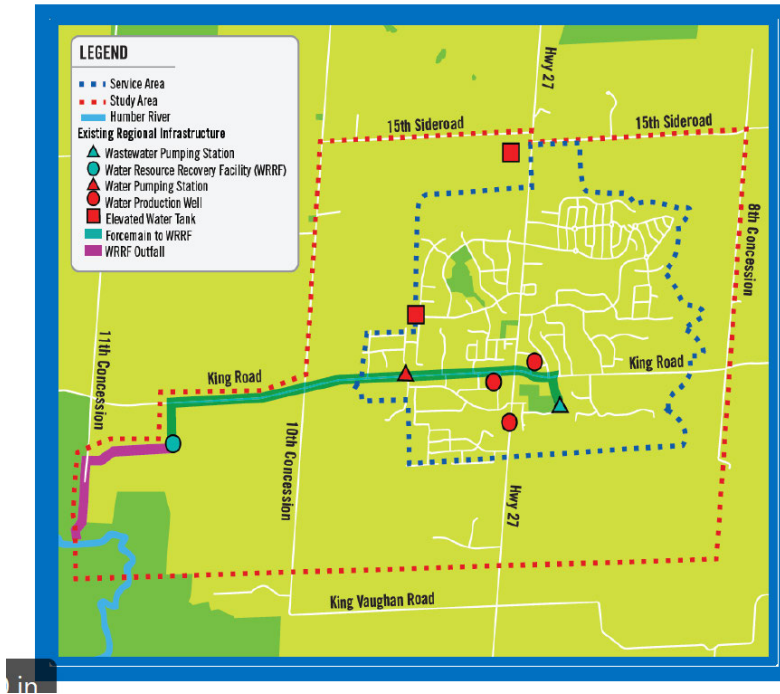 LEGEND
Service Area
Study Area
Humber River
Existing Regional Infrastructure
Wastewater Pumping Station
Water Resource Recovery Facility (WRRF)
Water Pumping Station
Water Production Well
Elevated Water Tank
Forcemain to WRRF
WRRF Outfall
Hwy 27
15th Sideroad
15th Sideroad
8th Concession
11th Concession
King Road
King Road
10th Concession
Hwy 27
King Vaughan Road
in